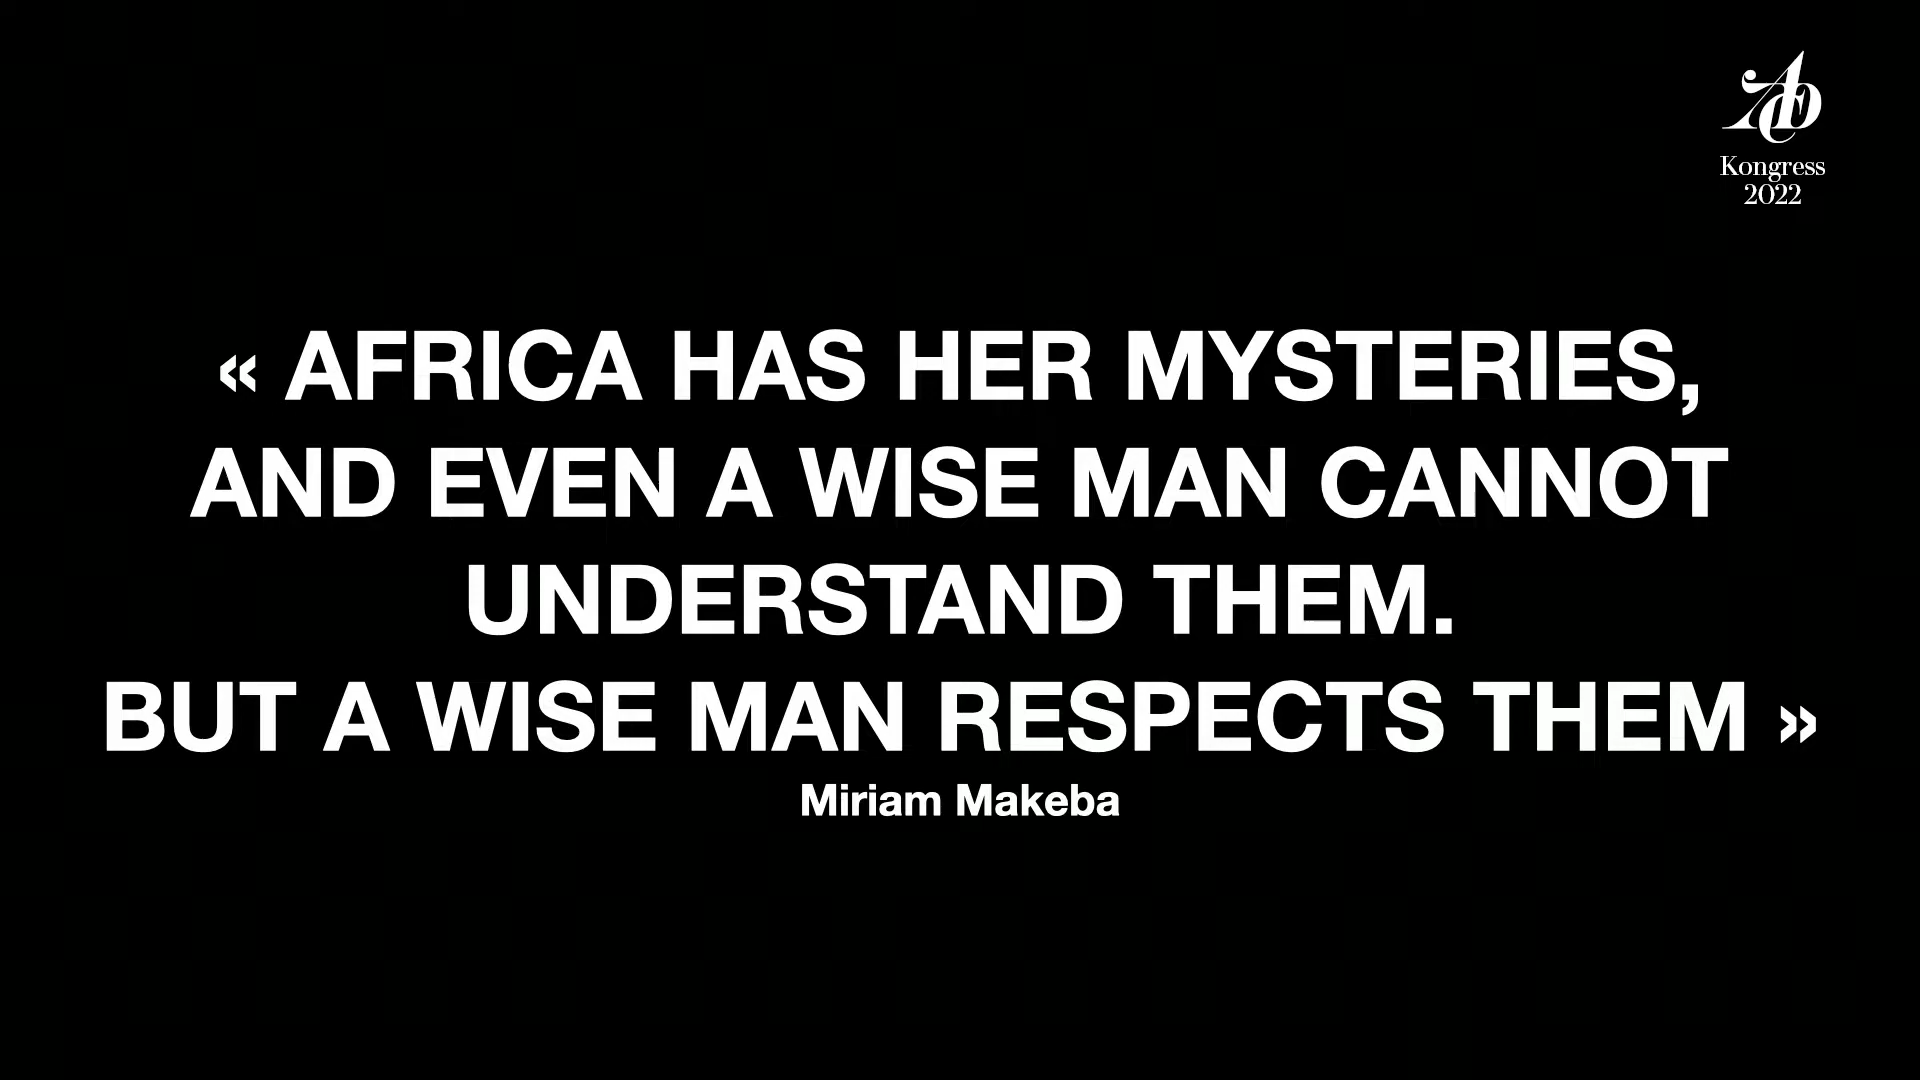 ADC
Kongress
2022
« AFRICA HAS HER MYSTERIES,
AND EVEN A WISE MAN CANNOT
UNDERSTAND THEM.
BUT A WISE MAN RESPECTS THEM »
Miriam Makeba